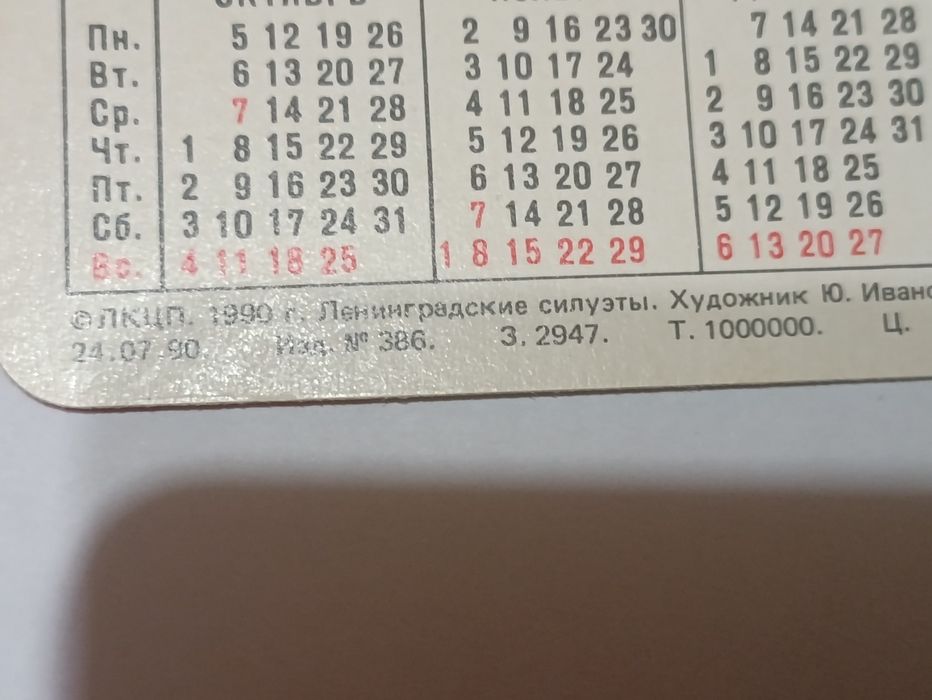 Пн. 5 12 19 26 2 9 16 23 30 7 14 21 28
Вт. 6 13 20 27 3 10 17 24 1 8 15 22 29
Ср. 7 14 21 28 4 11 18 25 2 9 16 23 30
Чт. 1 8 15 22 29 5 12 19 26 3 10 17 24 31
Пт. 2 9 16 23 30 6 13 20 27 4 11 18 25
Сб. 3 10 17 24 31 7 14 21 28 5 12 19 26
Вс. 4 11 18 25 1 8 15 22 29 6 13 20 27
©ЛКЦП. 1990 г. Ленинградские силуэты. Художник Ю. Ивано
24.07.90. Изд. № 386. З. 2947. Т. 1000000. Ц.